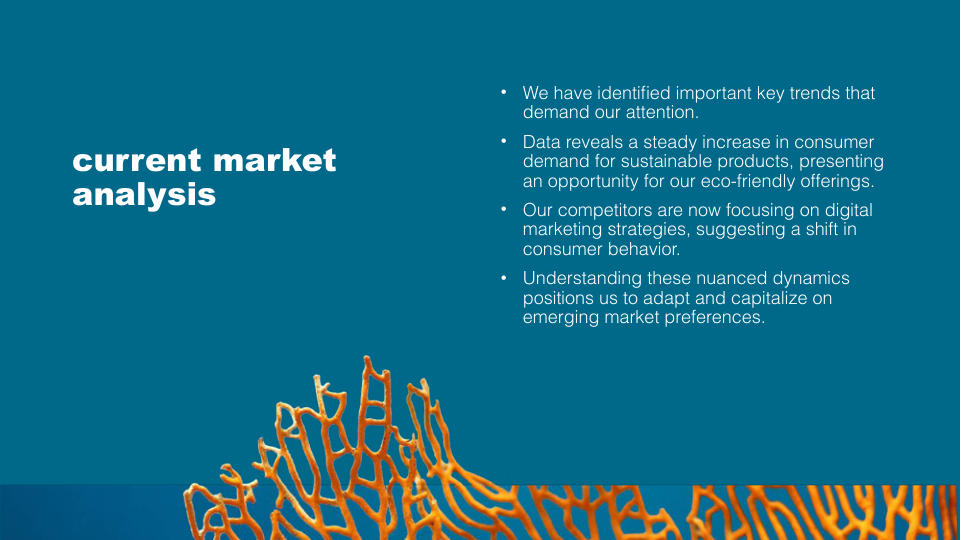 current market
analysis
• We have identified important key trends that
demand our attention.
• Data reveals a steady increase in consumer
demand for sustainable products, presenting
an opportunity for our eco-friendly offerings.
• Our competitors are now focusing on digital
marketing strategies, suggesting a shift in
consumer behavior.
• Understanding these nuanced dynamics
positions us to adapt and capitalize on
emerging market preferences.